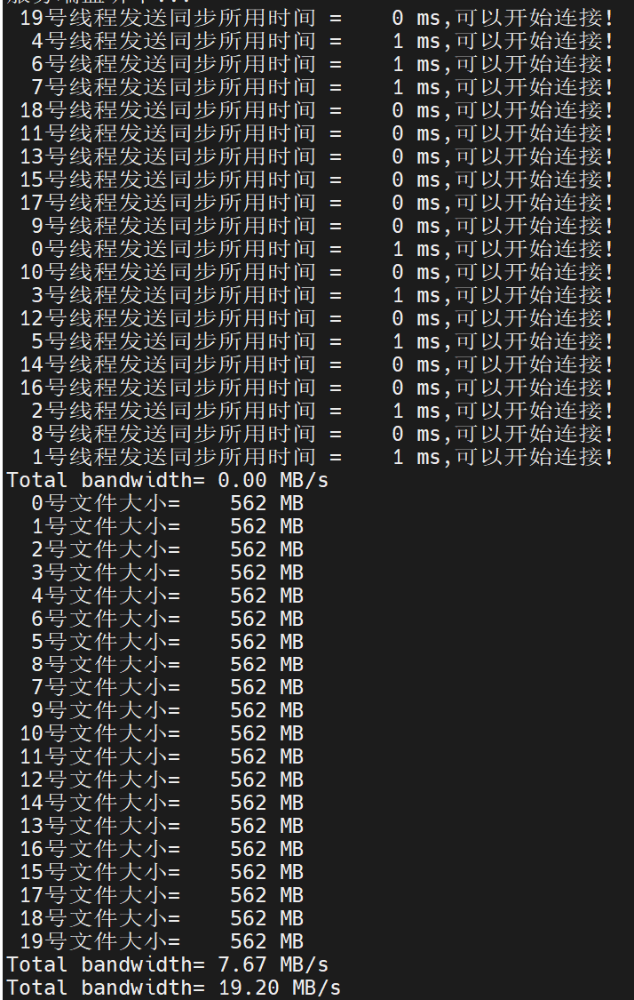 19号线程发送同步所用时间 =    0 ms,可以开始连接!
4号线程发送同步所用时间 =    1 ms,可以开始连接!
6号线程发送同步所用时间 =    1 ms,可以开始连接!
7号线程发送同步所用时间 =    1 ms,可以开始连接!
18号线程发送同步所用时间 =    0 ms,可以开始连接!
11号线程发送同步所用时间 =    0 ms,可以开始连接!
13号线程发送同步所用时间 =    0 ms,可以开始连接!
15号线程发送同步所用时间 =    0 ms,可以开始连接!
17号线程发送同步所用时间 =    0 ms,可以开始连接!
9号线程发送同步所用时间 =    0 ms,可以开始连接!
0号线程发送同步所用时间 =    1 ms,可以开始连接!
10号线程发送同步所用时间 =    0 ms,可以开始连接!
3号线程发送同步所用时间 =    1 ms,可以开始连接!
12号线程发送同步所用时间 =    0 ms,可以开始连接!
5号线程发送同步所用时间 =    1 ms,可以开始连接!
14号线程发送同步所用时间 =    0 ms,可以开始连接!
16号线程发送同步所用时间 =    0 ms,可以开始连接!
2号线程发送同步所用时间 =    1 ms,可以开始连接!
8号线程发送同步所用时间 =    0 ms,可以开始连接!
1号线程发送同步所用时间 =    1 ms,可以开始连接!
Total bandwidth= 0.00 MB/s
0号文件大小=    562 MB
1号文件大小=    562 MB
2号文件大小=    562 MB
3号文件大小=    562 MB
4号文件大小=    562 MB
6号文件大小=    562 MB
5号文件大小=    562 MB
8号文件大小=    562 MB
7号文件大小=    562 MB
9号文件大小=    562 MB
10号文件大小=    562 MB
11号文件大小=    562 MB
12号文件大小=    562 MB
14号文件大小=    562 MB
13号文件大小=    562 MB
16号文件大小=    562 MB
15号文件大小=    562 MB
17号文件大小=    562 MB
18号文件大小=    562 MB
19号文件大小=    562 MB
Total bandwidth= 7.67 MB/s
Total bandwidth= 19.20 MB/s